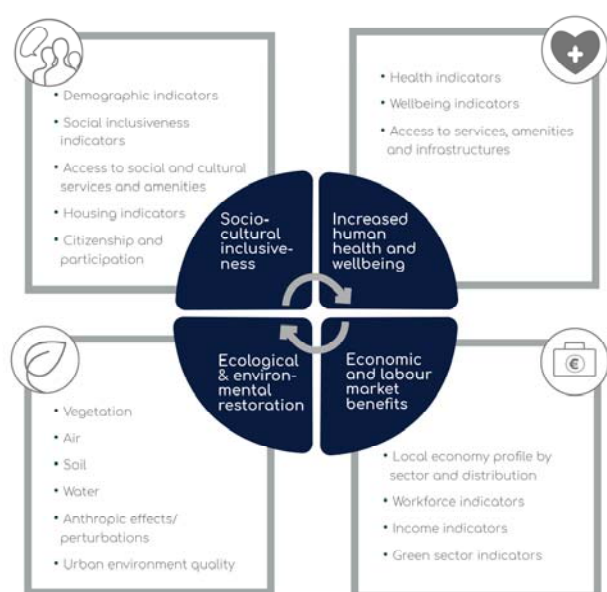 • Demographic indicators
• Social inclusiveness
indicators
• Access to social and cultural
services and amenities
• Housing indicators
• Citizenship and
participation
• Health indicators
• Wellbeing indicators
• Access to services, amenities
and infrastructures
Socio-
cultural
inclusive-
ness
Increased
human
health and
wellbeing
Ecological
& environ-
mental
restoration
Economic
and labour
market
benefits
• Vegetation
• Air
• Soil
• Water
• Anthropic effects/
perturbations
• Urban environment quality
€
• Local economy profile by
sector and distribution
• Workforce indicators
• Income indicators
• Green sector indicators